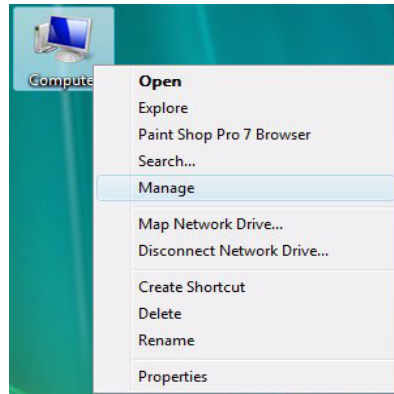 Compute
Open
Explore
Paint Shop Pro 7 Browser
Search...
Manage
Map Network Drive...
Disconnect Network Drive...
Create Shortcut
Delete
Rename
Properties